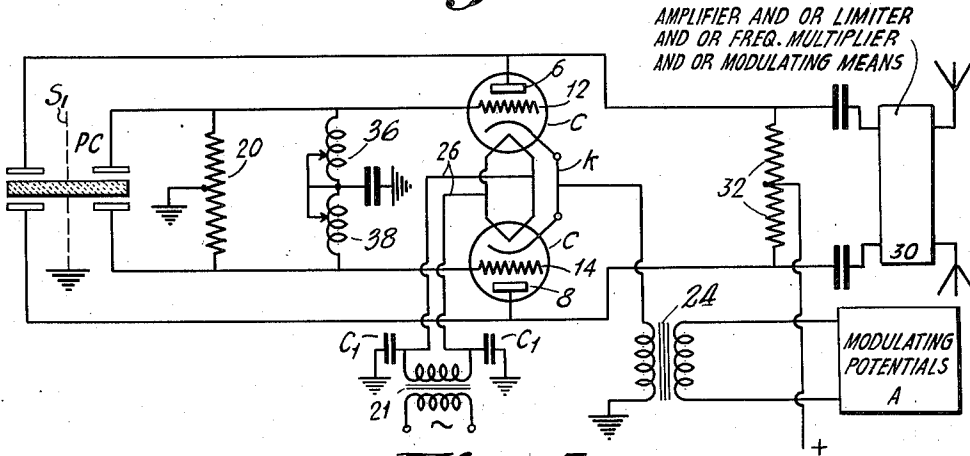 AMPLIFIER AND OR LIMITER
AND OR FREQ. MULTIPLIER
AND OR MODULATING MEANS
S1
PC
20
36
38
26
6
12
C
K
C
14
8
32
30
C1
C1
21
~
24
MODULATING
POTENTIALS
A
+